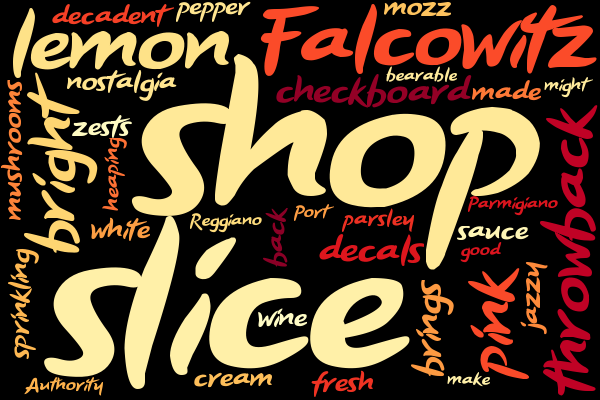 decadent
pepper
mozz
lemon
Falcowitz
nostalgia
bearable
checkboard
made
might
mushrooms
bright
zests
heaping
shop
throwback
Parmigiano
white
Reggiano
Port
parsley
back
sauce
decals
good
sprinkling
slice
wine
brings
pink
jazzy
Authority
cream
fresh
make